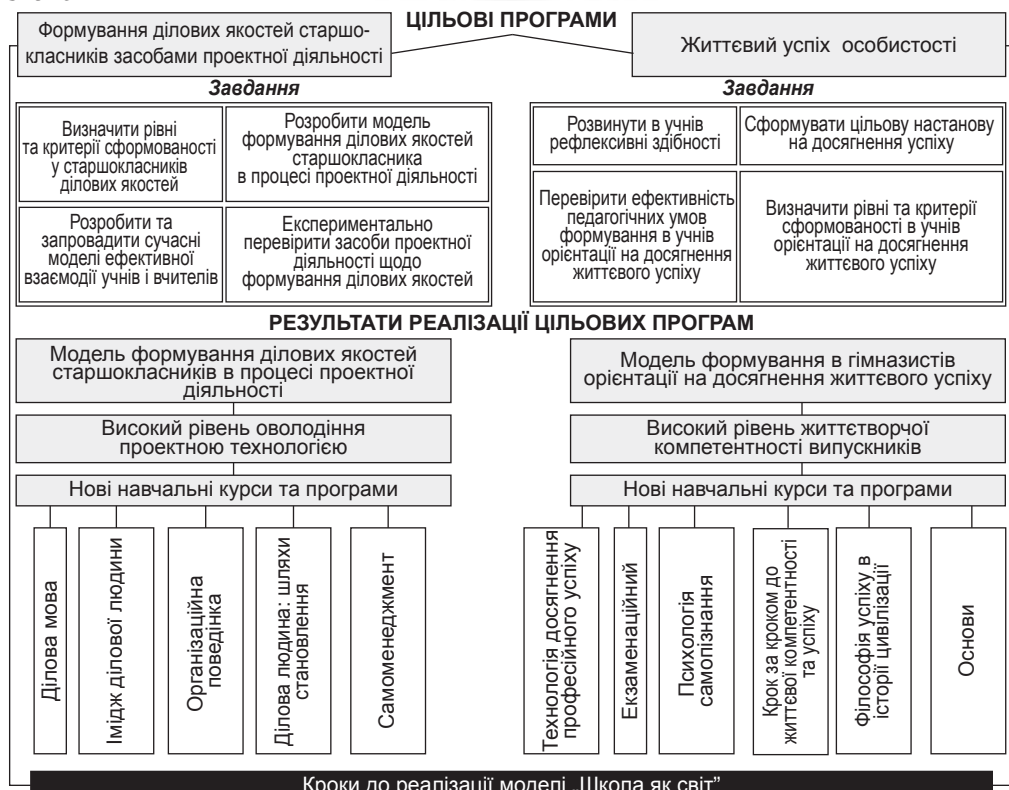 ЦІЛЬОВІ ПРОГРАМИ
Формування ділових якостей старшо-
класників засобами проектної діяльності
Життєвий успіх особистості
Завдання
Визначити рівні
та критерії сформованості
у старшокласників
ділових якостей
Розробити модель
формування ділових якостей
старшокласника
в процесі проектної діяльності
Розробити та
запровадити сучасні
моделі ефективної
взаємодії учнів і вчителів
Експериментально
перевірити засоби проектної
діяльності щодо
формування ділових якостей
Завдання
Розвинути в учнів
рефлексивні здібності
Сформувати цільову настанову
на досягнення успіху
Перевірити ефективність
педагогічних умов
формування в учнів
орієнтації на досягнення
життєвого успіху
Визначити рівні та критерії
сформованості в учнів
орієнтації на досягнення
життєвого успіху
РЕЗУЛЬТАТИ РЕАЛІЗАЦІЇ ЦІЛЬОВИХ ПРОГРАМ
Модель формування ділових якостей
старшокласників в процесі проектної
діяльності
Високий рівень оволодіння
проектною технологією
Нові навчальні курси та програми
Ділова мова
Імідж ділової людини
Організаційна
поведінка
Ділова людина: шляхи
становлення
Самоменеджмент
Модель формування в гімназистів
орієнтації на досягнення життєвого успіху
Високий рівень життєтворчої
компетентності випускників
Нові навчальні курси та програми
Технологія досягнення
професійного успіху
Екзаменаційний
Психологія
самопізнання
Крок за кроком до
життєвої компетентності
та успіху
Філософія успіху в
історії цивілізації
Основи
Кроки до реалізації моделі „Школа як світ”